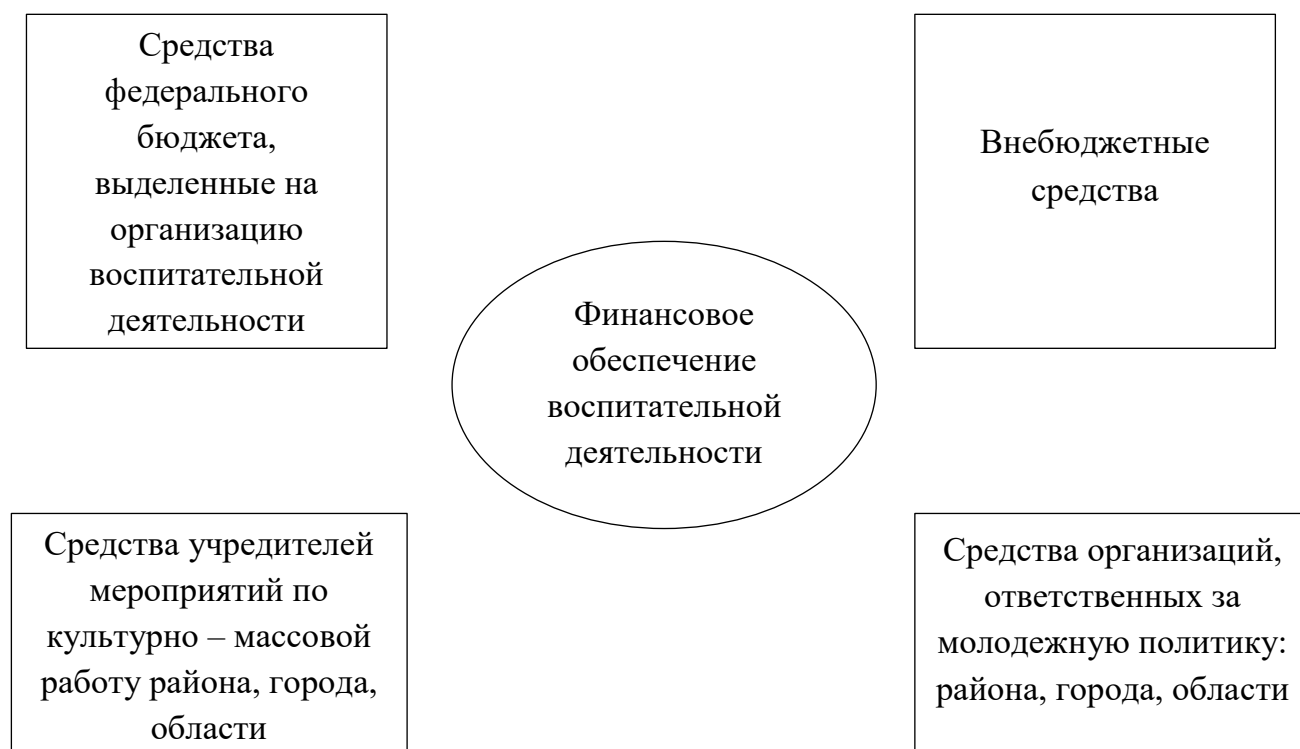 Средства
федерального
бюджета,
выделенные на
организацию
воспитательной
деятельности
Внебюджетные
средства
Финансовое
обеспечение
воспитательной
деятельности
Средства учредителей
мероприятий по
культурно – массовой
работу района, города,
области
Средства организаций,
ответственных за
молодежную политику:
района, города, области